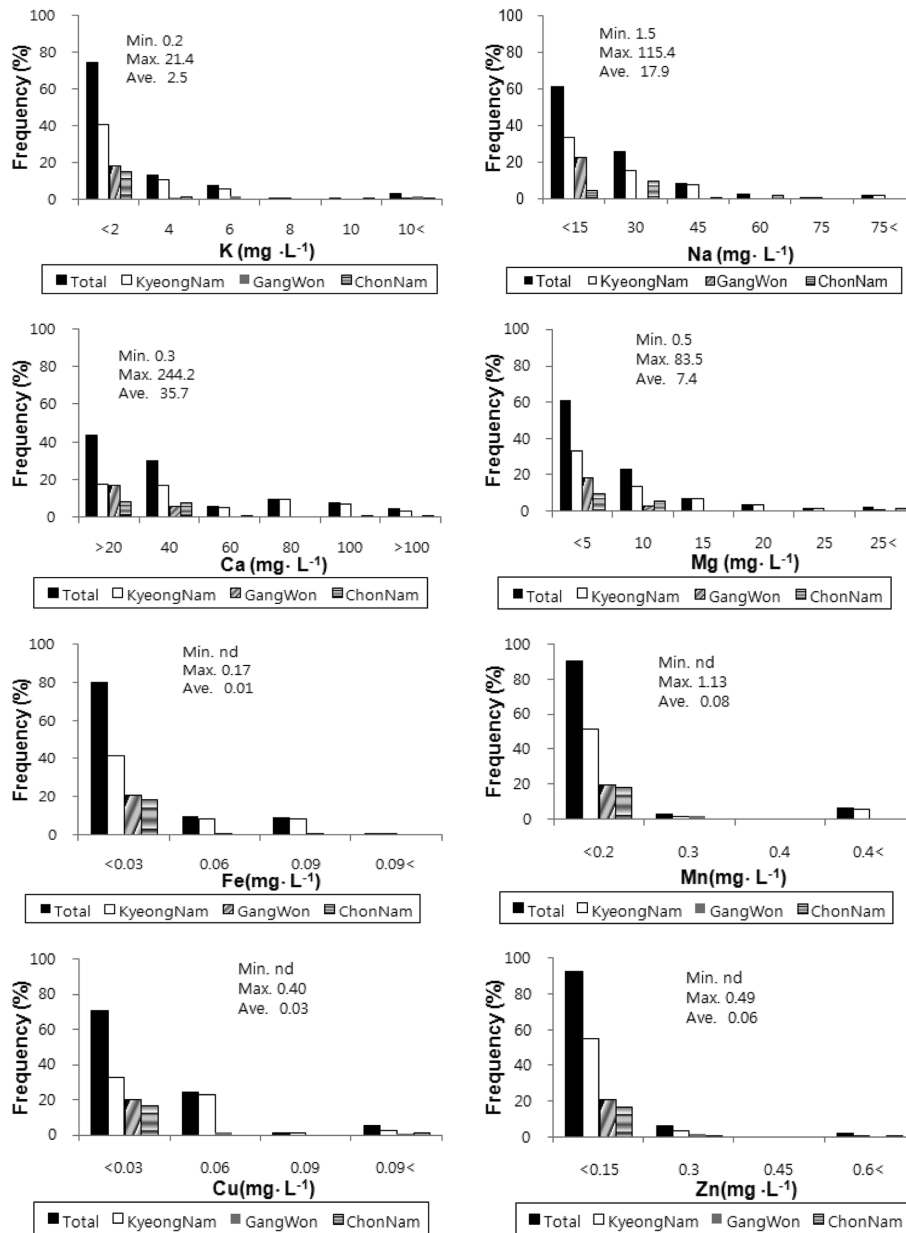 Min. 0.2
Max. 21.4
Ave. 2.5
Frequency (%)
100
80
60
40
20
0
<2 4 6 8 10 10<
K (mg ·L-1)
Total KyeongNam GangWon ChonNam
Min. 1.5
Max. 115.4
Ave. 17.9
Frequency (%)
100
80
60
40
20
0
<15 30 45 60 75 75<
Na (mg· L-1)
Total KyeongNam GangWon ChonNam
Min. 0.3
Max. 244.2
Ave. 35.7
Frequency (%)
100
80
60
40
20
0
>20 40 60 80 100 >100
Ca (mg· L-1)
Total KyeongNam GangWon ChonNam
Min. 0.5
Max. 83.5
Ave. 7.4
Frequency (%)
100
80
60
40
20
0
<5 10 15 20 25 25<
Mg (mg· L-1)
Total KyeongNam GangWon ChonNam
Min. nd
Max. 0.17
Ave. 0.01
Frequency (%)
100
80
60
40
20
0
<0.03 0.06 0.09 0.09<
Fe(mg· L-1)
Total KyeongNam GangWon ChonNam
Min. nd
Max. 1.13
Ave. 0.08
Frequency (%)
100
80
60
40
20
0
<0.2 0.3 0.4 0.4<
Mn(mg· L-1)
Total KyeongNam GangWon ChonNam
Min. nd
Max. 0.40
Ave. 0.03
Frequency (%)
100
80
60
40
20
0
<0.03 0.06 0.09 0.09<
Cu(mg· L-1)
Total KyeongNam GangWon ChonNam
Min. nd
Max. 0.49
Ave. 0.06
Frequency (%)
100
80
60
40
20
0
<0.15 0.3 0.45 0.6<
Zn(mg ·L-1)
Total KyeongNam GangWon ChonNam